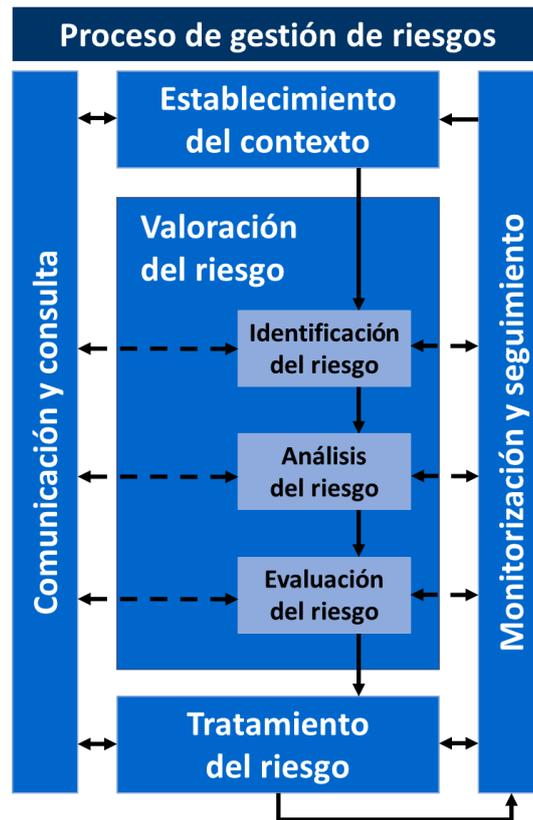 Proceso de gestión de riesgos
Establecimiento
del contexto
Comunicación y consulta
Valoración
del riesgo
Identificación
del riesgo
Análisis
del riesgo
Evaluación
del riesgo
Monitorización y seguimiento
Tratamiento
del riesgo